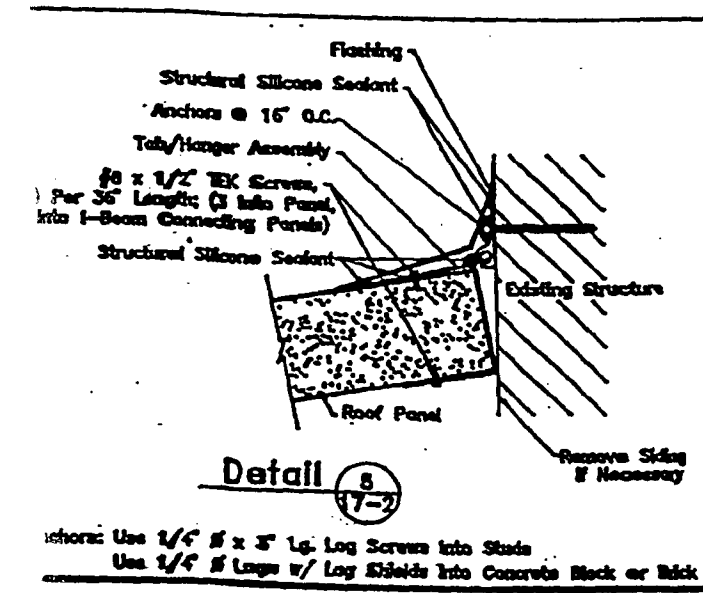 Flashing
Structural Silicone Sealant
Anchors @ 16" O.C.
Tab/Hanger Assembly
#8 x 1/2" TEK Screws,
) Per 36" Length; (3 Into Panel,
Into I-Beam Connecting Panels)
Structural Silicone Sealant
Existing Structure
Roof Panel
Remove Siding
If Necessary
Detail 5
17-2
chors: Use 1/4" Ø x 3" Lg. Lag Screws Into Studs
Use 1/4" Ø Lags w/ Lag Shields Into Concrete Block or Brick